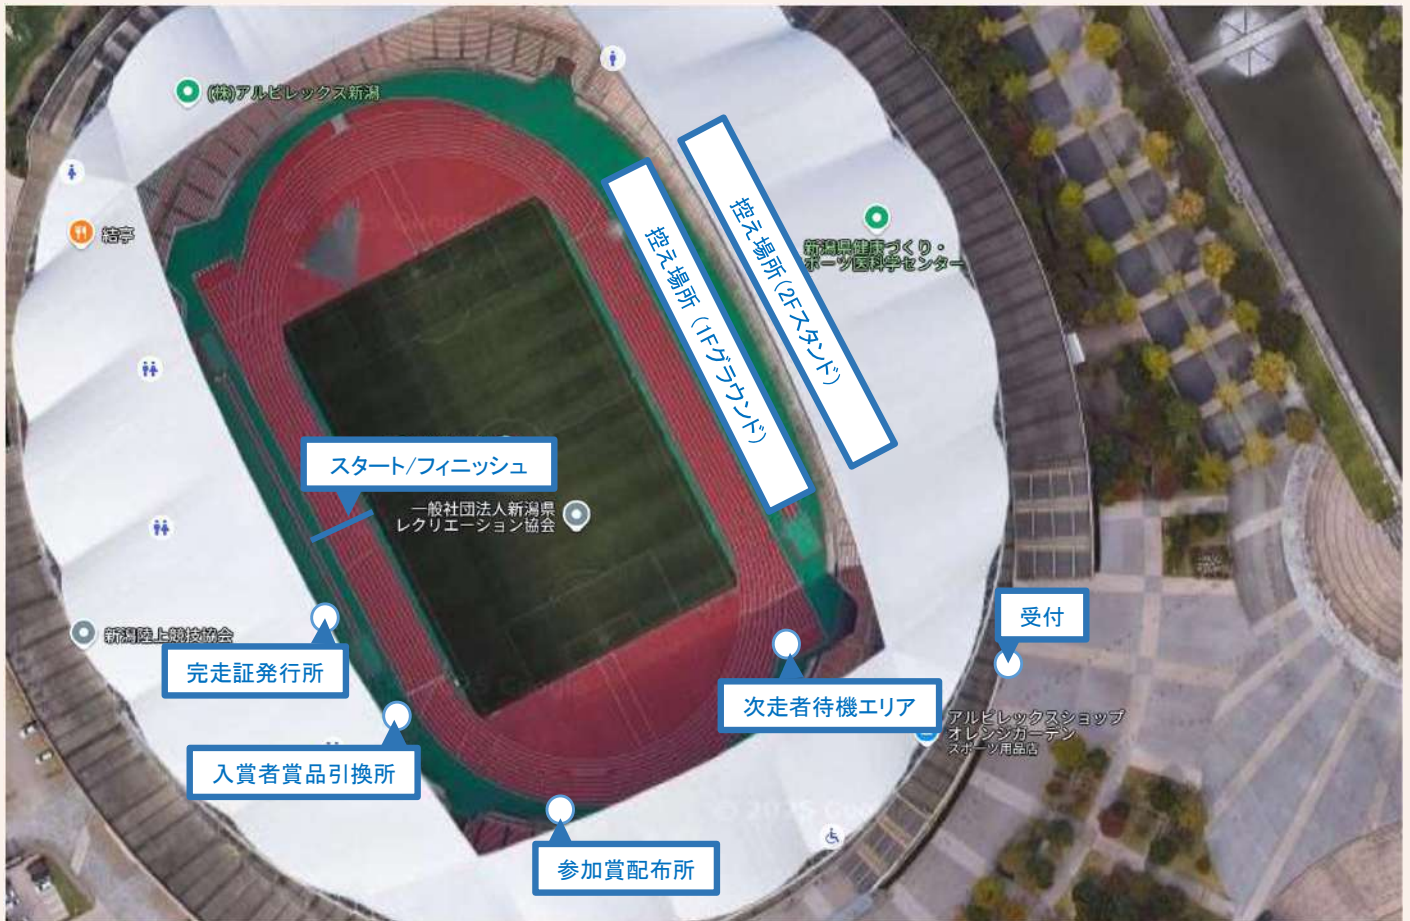 (株)アルビレックス新潟
結亭
控え場所(2Fスタンド)
控え場所(1Fグラウンド)
新潟県健康づくり・
ポーツ医科学センター
スタート/フィニッシュ
一般社団法人新潟県
レクリエーション協会
受付
新潟陸上競技協会
完走証発行所
次走者待機エリア
アルビレックスショップ
オレンジガーデン
スポーツ用品店
入賞者賞品引換所
参加賞配布所